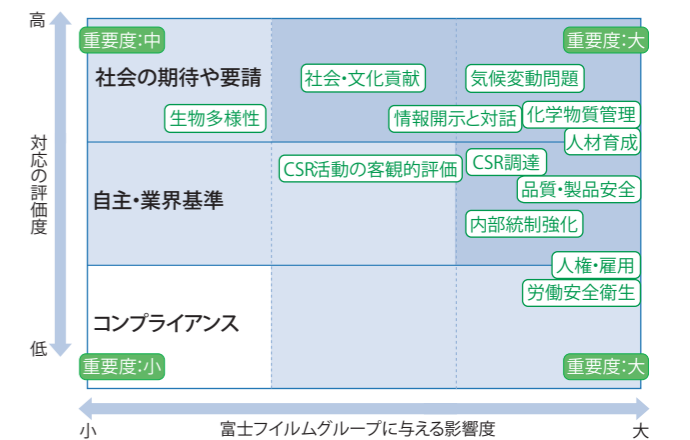 高
重要度:中
重要度:大
社会の期待や要請
社会・文化貢献
気候変動問題
生物多様性
情報開示と対話
化学物質管理
人材育成
対応の評価度
CSR活動の客観的評価
CSR調達
自主・業界基準
品質・製品安全
内部統制強化
人権・雇用
労働安全衛生
コンプライアンス
低
重要度:小
重要度:大
小
富士フイルムグループに与える影響度
大